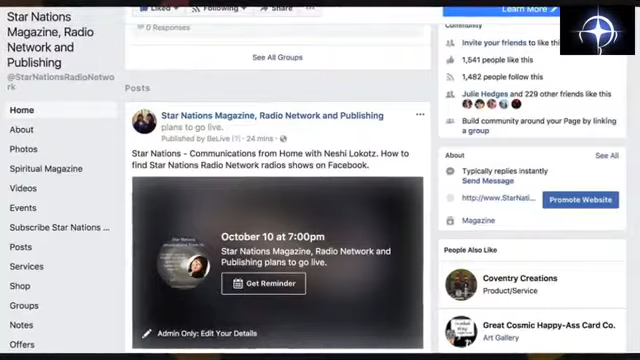 Star Nations
Magazine, Radio
Network and
Publishing
@StarNationsRadioNetwo
rk
Home
About
Photos
Spiritual Magazine
Videos
Events
Subscribe Star Nations ...
Posts
Services
Shop
Groups
Notes
Offers
Liked
Following
Share
...
0 Responses
See All Groups
Posts
Star Nations Magazine, Radio Network and Publishing
plans to go live.
Published by BeLive [?] · 24 mins ·
Star Nations - Communications from Home with Neshi Lokotz. How to
find Star Nations Radio Network radios shows on Facebook.
October 10 at 7:00pm
Star Nations Magazine, Radio Network and
Publishing plans to go live.
Get Reminder
Admin Only: Edit Your Details
Learn More
Community
Invite your friends to like this
1,541 people like this
1,482 people follow this
Julie Hedges and 229 other friends like this
Build community around your Page by linking
a group
About
See All
Typically replies instantly
Send Message
http://www.StarNati...
Promote Website
Magazine
People Also Like
Coventry Creations
Product/Service
Great Cosmic Happy-Ass Card Co.
Art Gallery